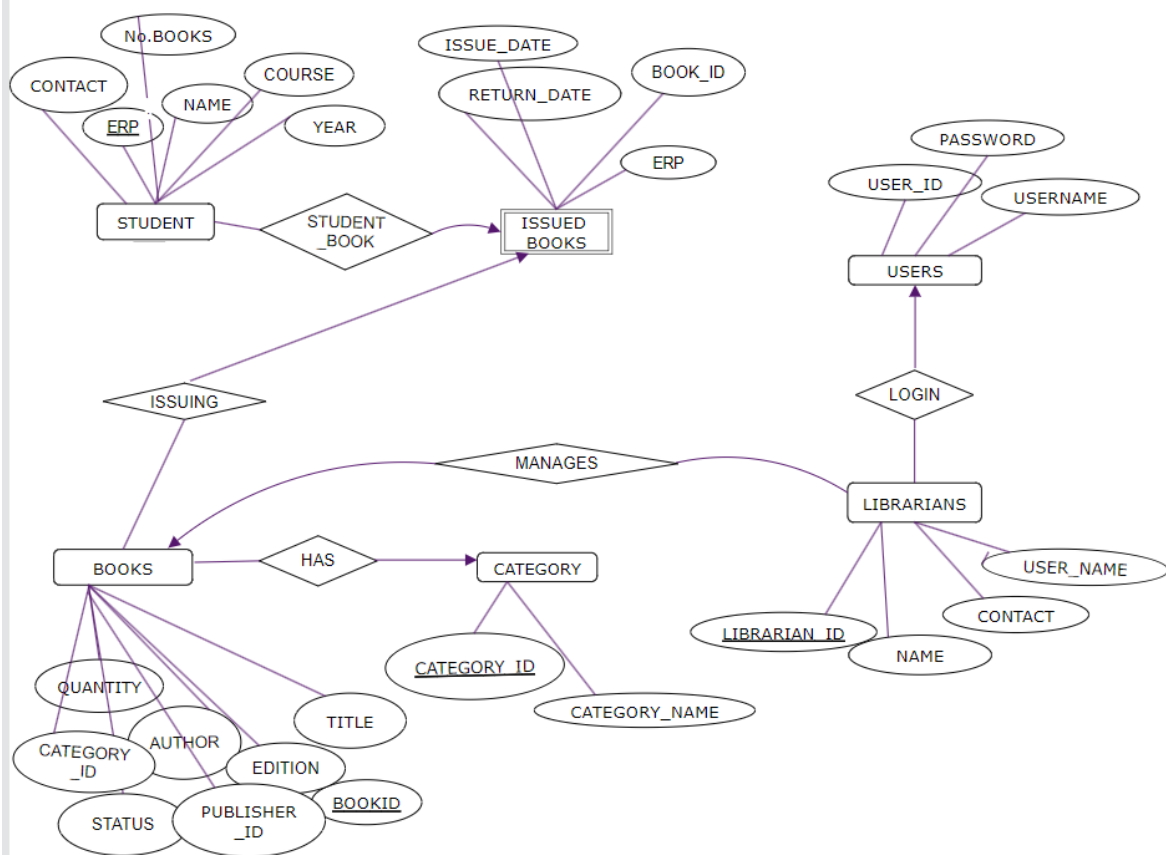 No.BOOKS
ISSUE_DATE
CONTACT
COURSE
BOOK_ID
NAME
RETURN_DATE
ERP
YEAR
PASSWORD
ERP
USER_ID
USERNAME
STUDENT
STUDENT
_BOOK
ISSUED
BOOKS
USERS
ISSUING
LOGIN
MANAGES
LIBRARIANS
BOOKS
HAS
CATEGORY
USER_NAME
CONTACT
LIBRARIAN_ID
NAME
CATEGORY_ID
QUANTITY
TITLE
CATEGORY_NAME
CATEGORY
_ID
AUTHOR
EDITION
BOOKID
STATUS
PUBLISHER
_ID